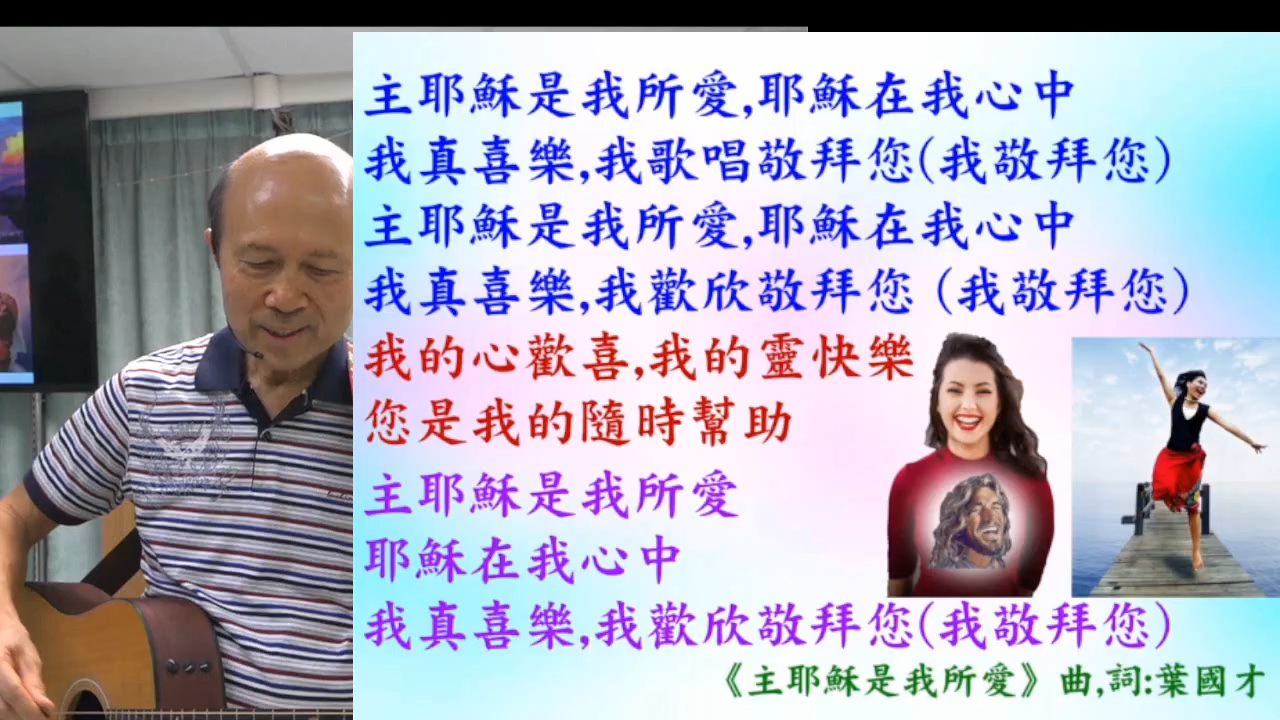 主耶穌是我所愛,耶穌在我心中
我真喜樂,我歌唱敬拜您(我敬拜您)
主耶穌是我所愛,耶穌在我心中
我真喜樂,我歡欣敬拜您 (我敬拜您)
我的心歡喜,我的靈快樂
您是我的隨時幫助
主耶穌是我所愛
耶穌在我心中
我真喜樂,我歡欣敬拜您(我敬拜您)
《主耶穌是我所愛》曲,詞:葉國才